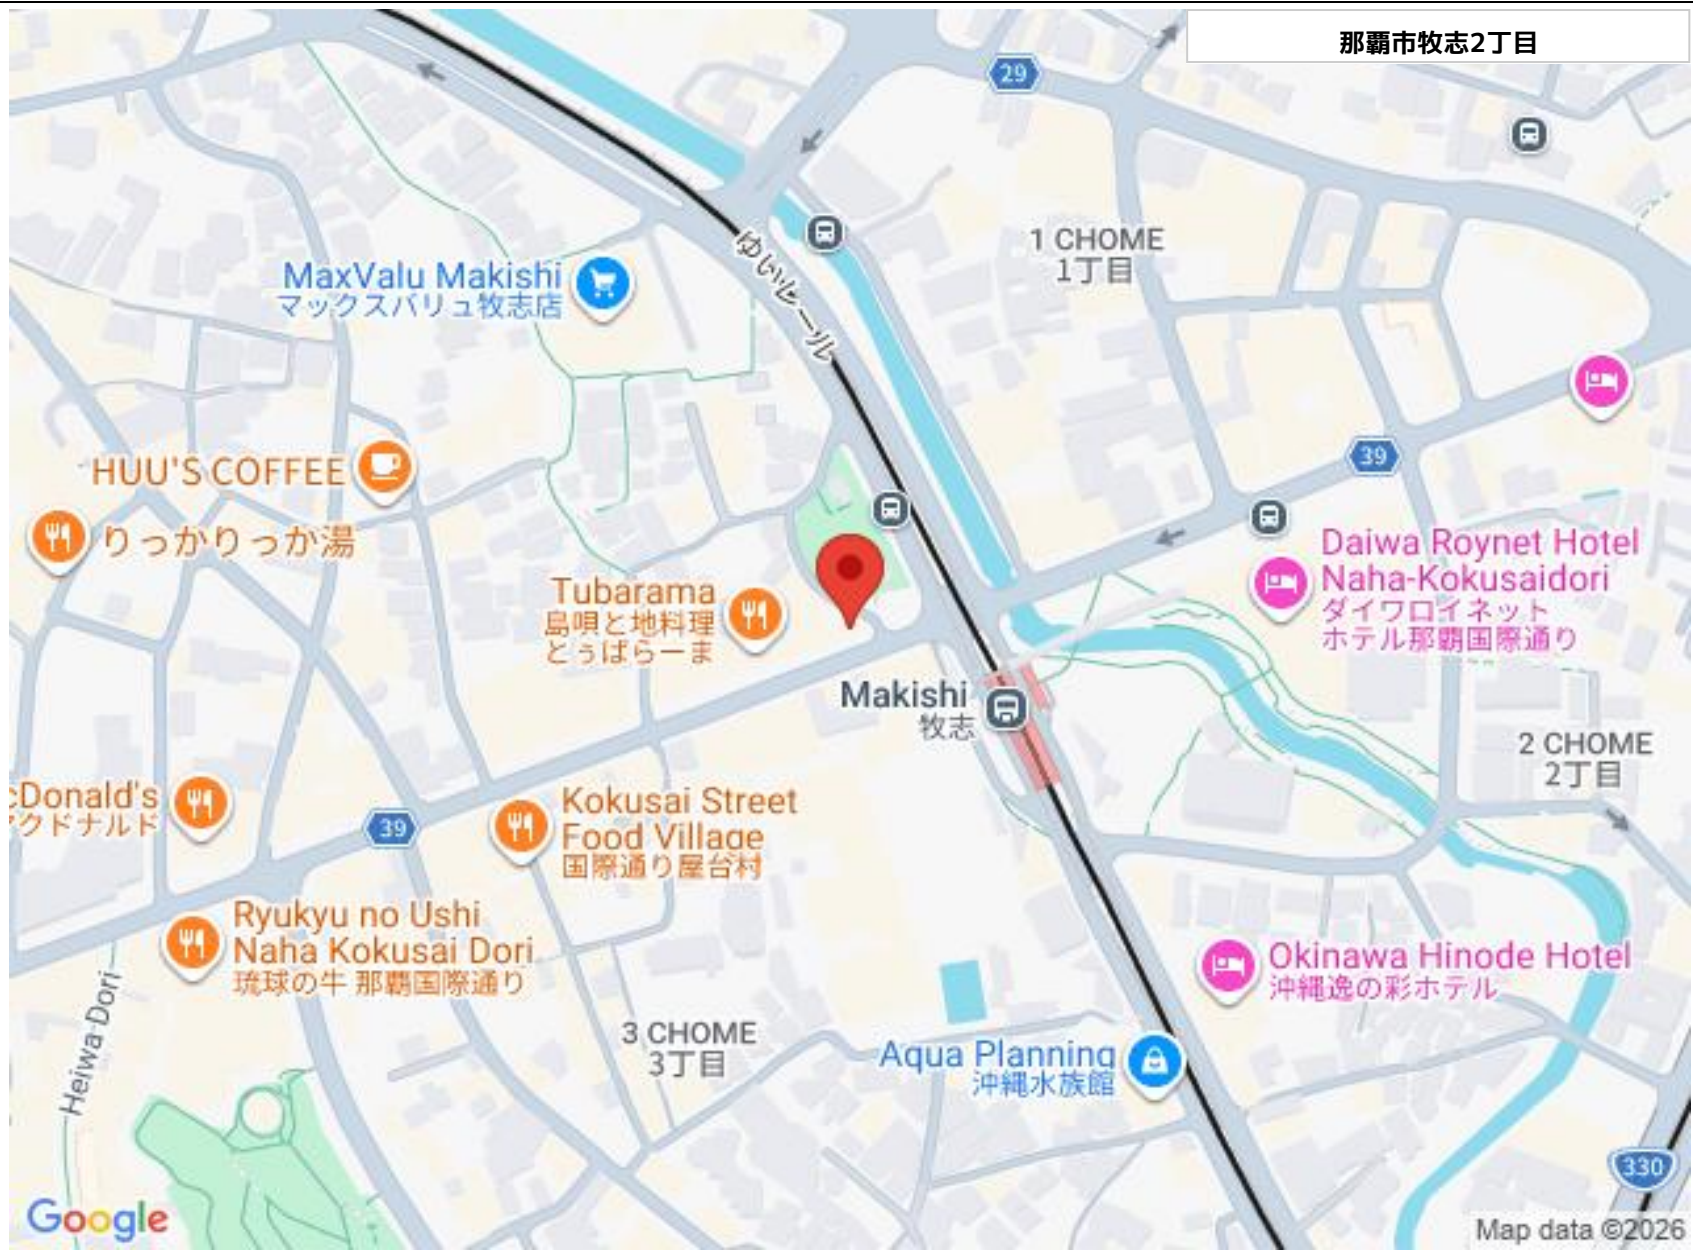 那覇市牧志2丁目
29
ゆいレール
1 CHOME
1丁目
MaxValu Makishi
マックスバリュ牧志店
39
HUU'S COFFEE
りっかりっか湯
Daiwa Roynet Hotel
Naha-Kokusaidori
ダイワロイネット
ホテル那覇国際通り
Tubarama
島唄と地料理
とぅばらーま
Makishi
牧志
2 CHOME
2丁目
cDonald's
クドナルド
39
Kokusai Street
Food Village
国際通り屋台村
Ryukyu no Ushi
Naha Kokusai Dori
琉球の牛 那覇国際通り
Okinawa Hinode Hotel
沖縄逸の彩ホテル
Heiwa Dori
3 CHOME
3丁目
Aqua Planning
沖縄水族館
330
Google
Map data ©2026